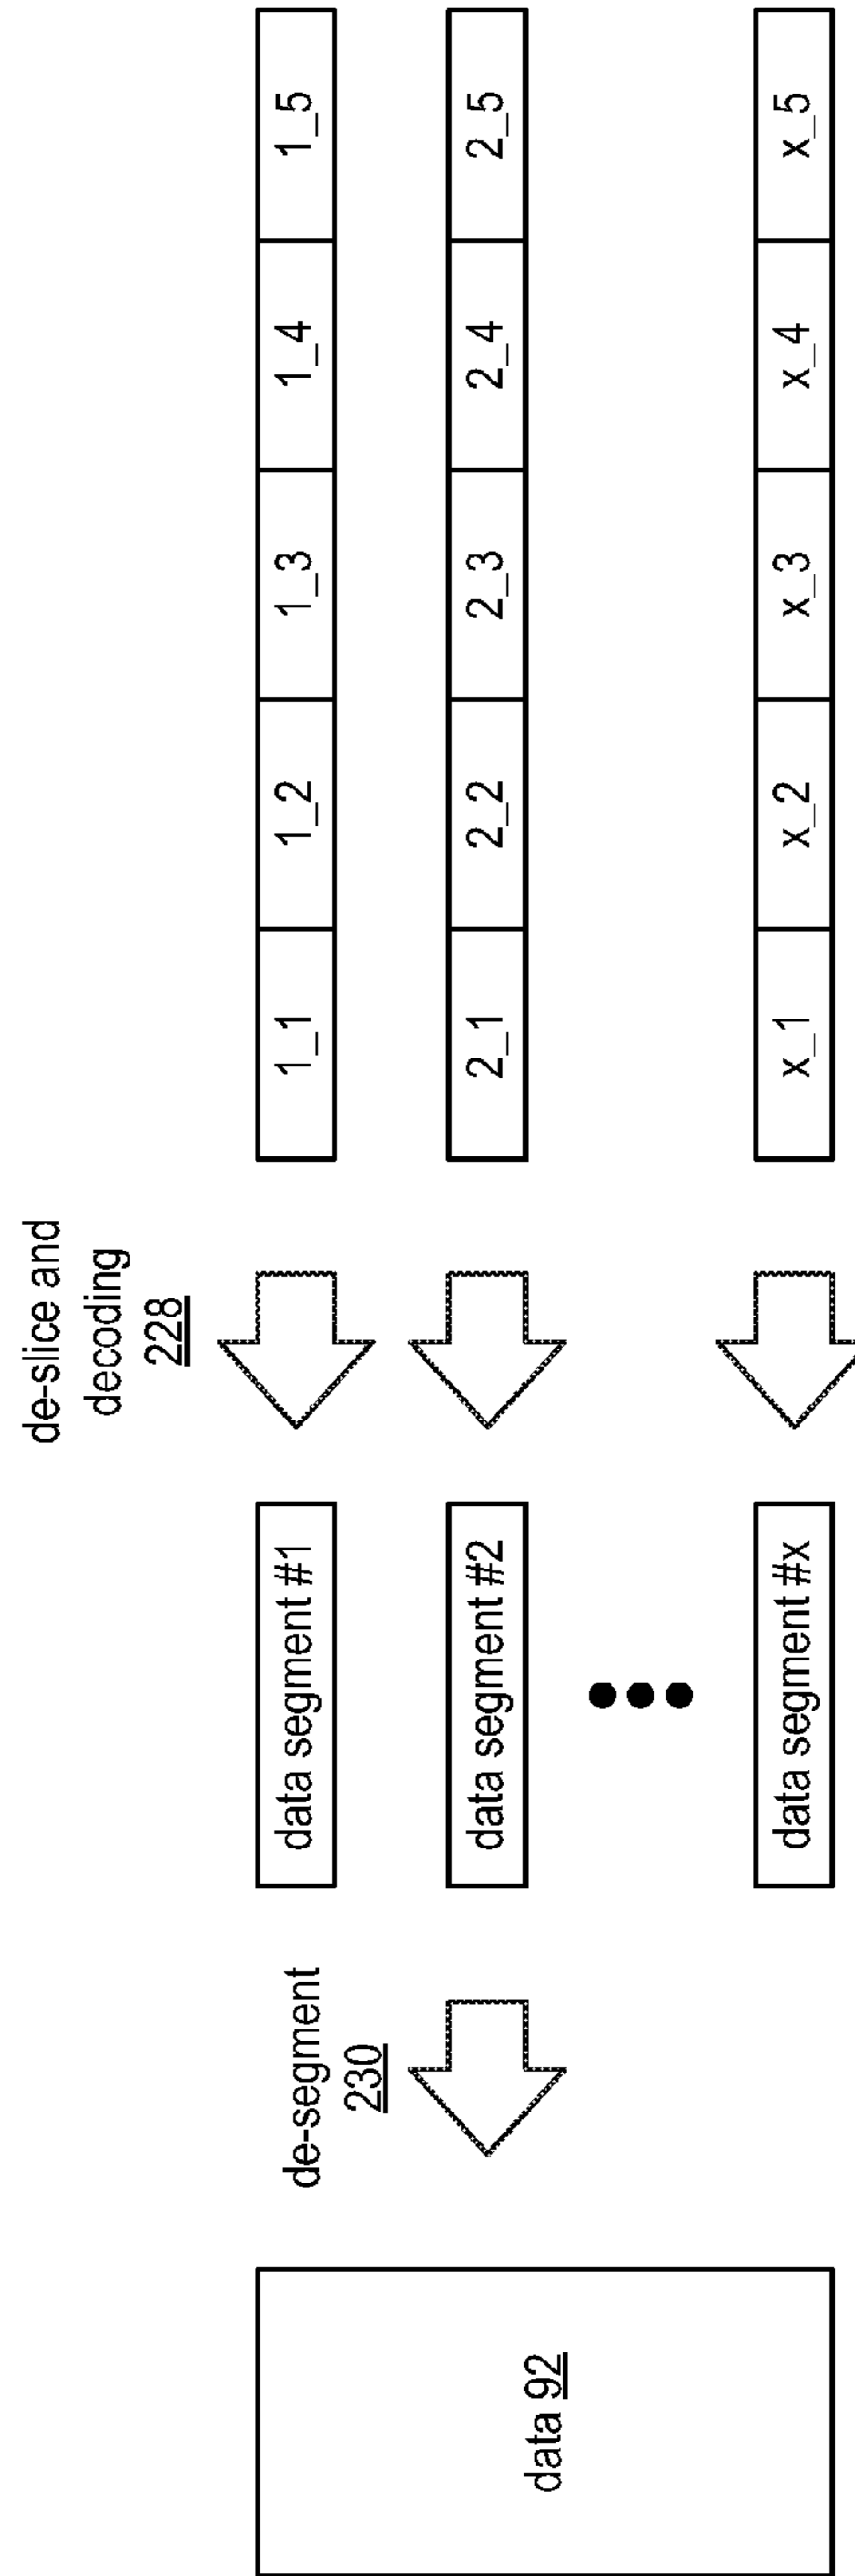 de-slice and
decoding
228
de-segment
230
data segment #1
1_1
1_2
1_3
1_4
1_5
data 92
data segment #2
2_1
2_2
2_3
2_4
2_5
data segment #x
x_1
x_2
x_3
x_4
x_5